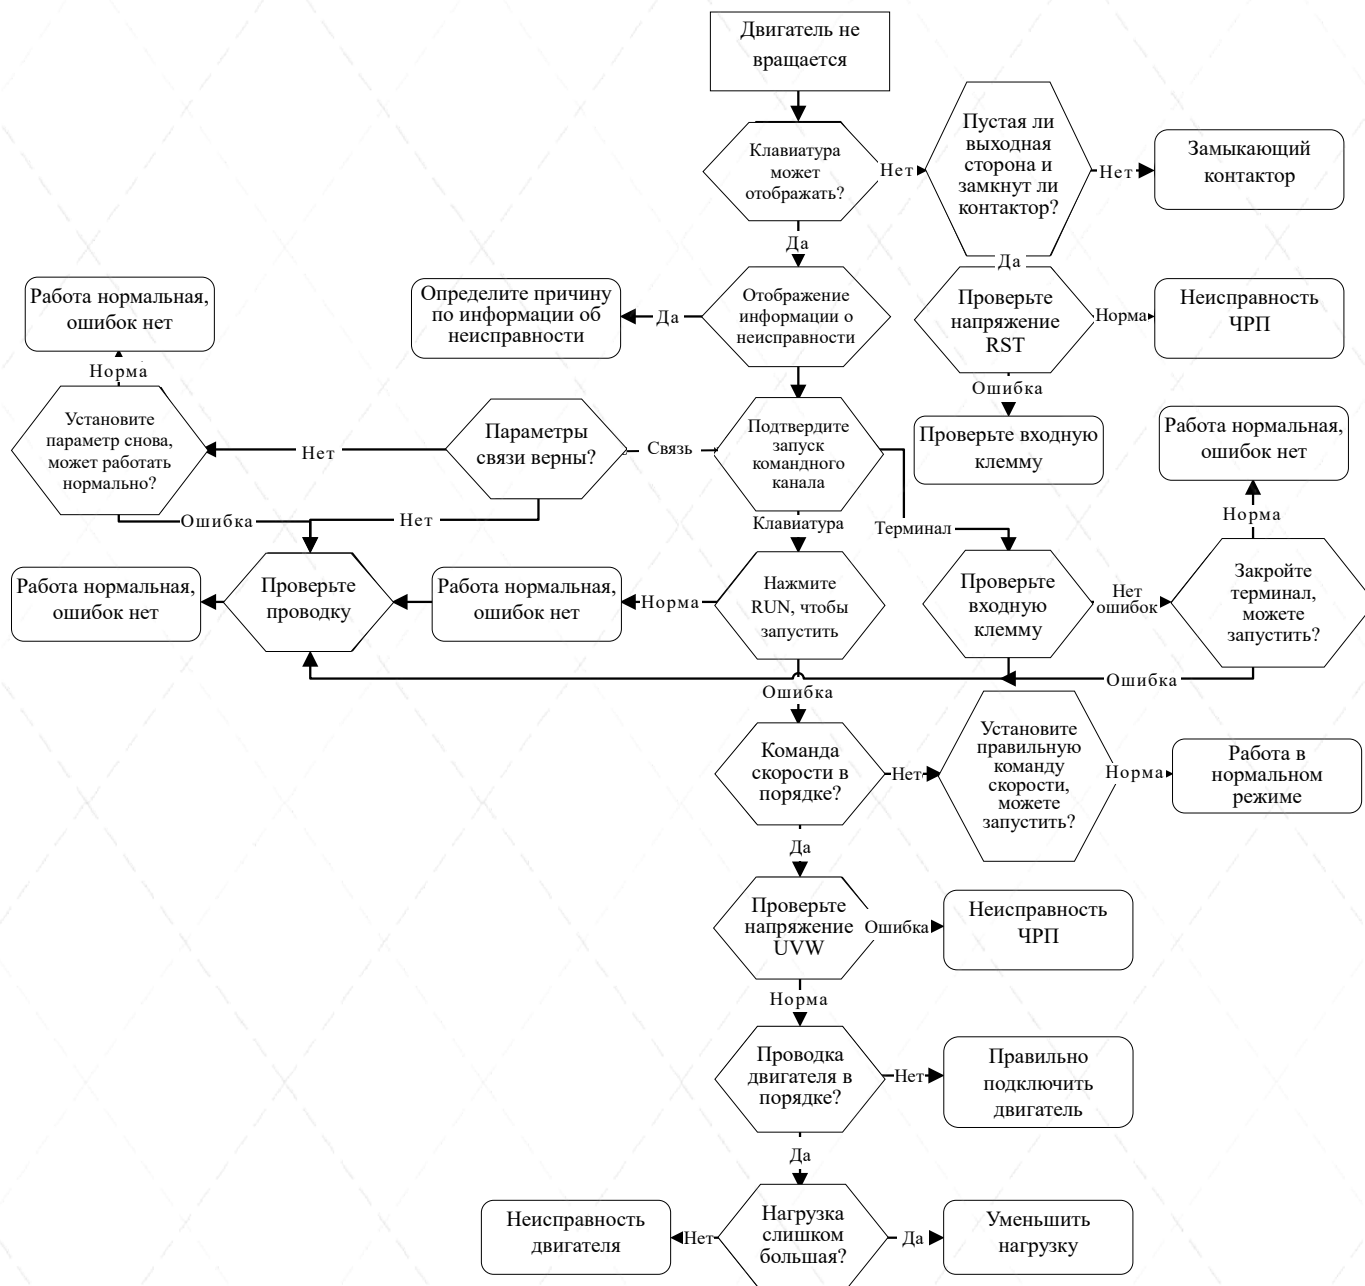 Двигатель не
вращается
Клавиатура
может
отображать?
Нет
Пустая ли
выходная
сторона и
замкнут ли
контактор?
Нет
Замыкающий
контактор
Да
Да
Работа нормальная,
ошибок нет
Определите причину
по информации об
неисправности
Да
Отображение
информации о
неисправности
Проверьте
напряжение
RST
Норма
Неисправность
ЧРП
Норма
Ошибка
Установите
параметр снова,
может работать
нормально?
Нет
Параметры
связи верны?
Связь
Подтвердите
запуск
командного
канала
Проверьте входную
клемму
Работа нормальная,
ошибок нет
Ошибка
Нет
Клавиатура
Терминал
Норма
Работа нормальная,
ошибок нет
Проверьте
проводку
Работа нормальная,
ошибок нет
Норма
Нажмите
RUN, чтобы
запустить
Проверьте
входную
клемму
Нет
ошибок
Закройте
терминал,
можете
запустить?
Ошибка
Ошибка
Команда
скорости в
порядке?
Нет
Установите
правильную
команду
скорости,
можете
запустить?
Норма
Работа в
нормальном
режиме
Да
Проверьте
напряжение
UVW
Ошибка
Неисправность
ЧРП
Норма
Проводка
двигателя в
порядке?
Нет
Правильно
подключить
двигатель
Да
Неисправность
двигателя
Нет
Нагрузка
слишком
большая?
Да
Уменьшить
нагрузку